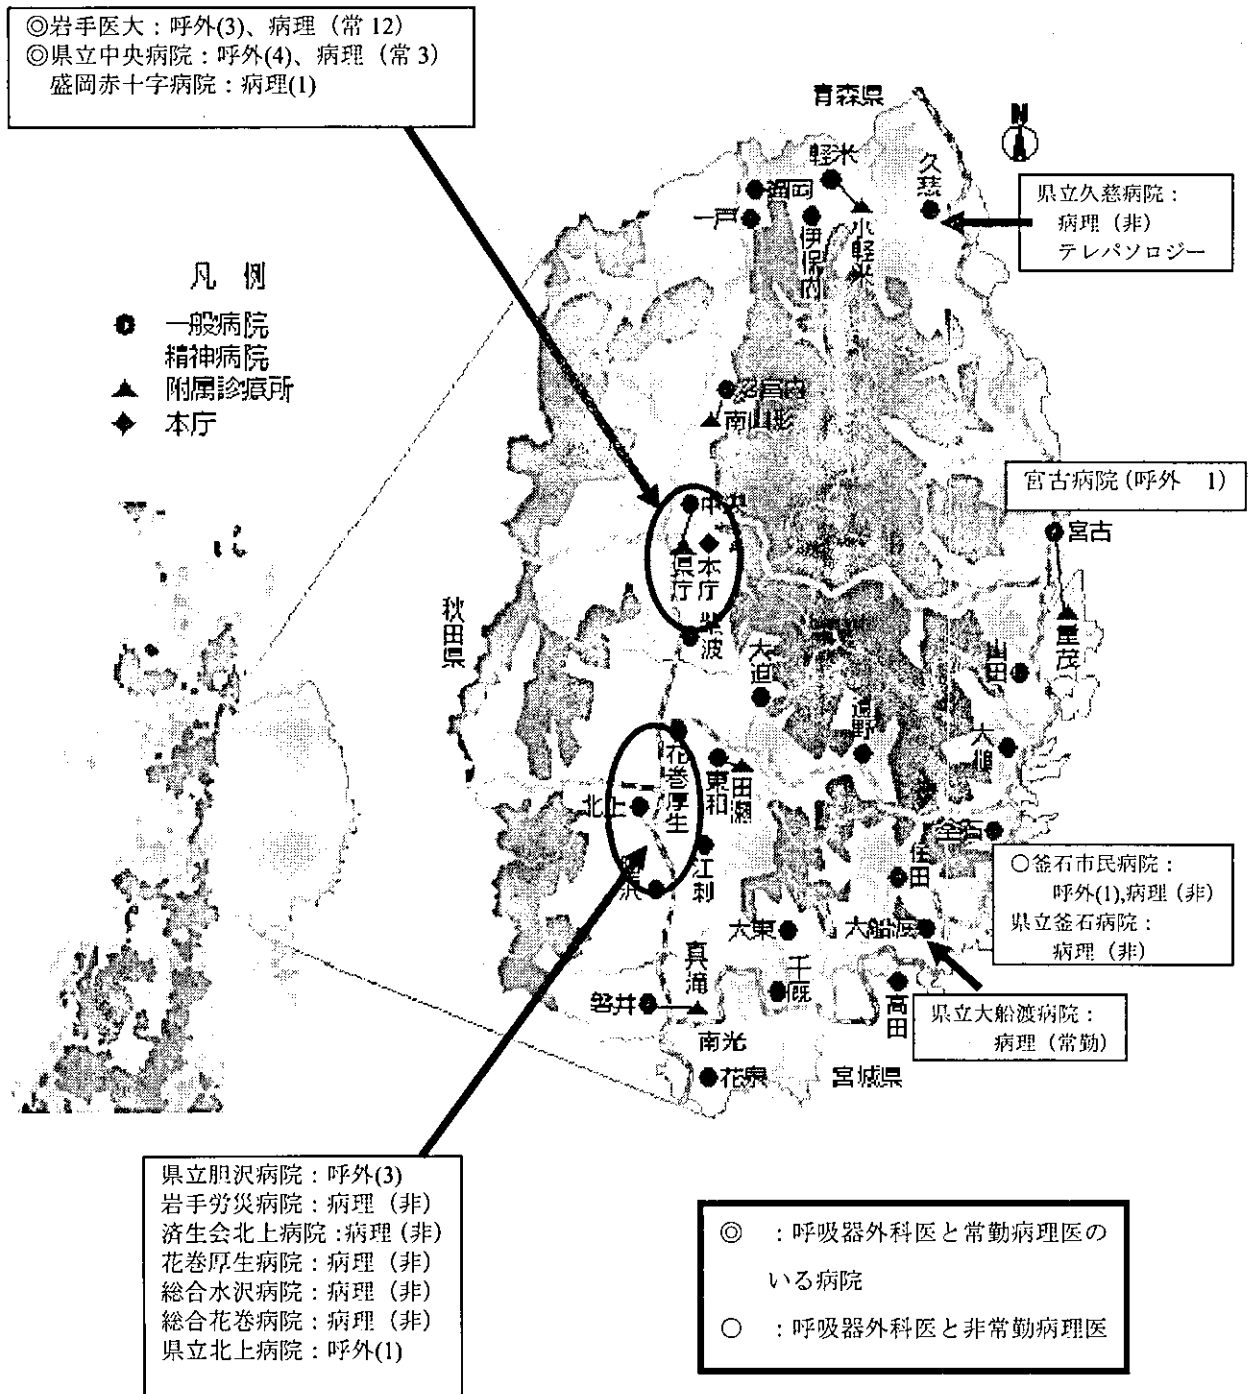 ◎岩手医大：呼外(3)、病理（常 12）
◎県立中央病院：呼外(4)、病理（常 3）
盛岡赤十字病院：病理(1)
青森県
N
軽米
久慈
福岡
一戸
伊保内
小軽米
県立久慈病院：
病理（非）
テレパソロジー
凡 例
一般病院
精神病院
附属診療所
本庁
沼宮内
南山形
宮古病院(呼外 1)
中央
宮古
県庁
本庁
秋田県
紫波
重茂
大迫
山田
遠野
大槌
花巻厚生
東和
田瀬
北上
釜石
江刺
住田
胆沢
○釜石市民病院：
呼外(1),病理（非）
県立釜石病院：
病理（非）
大東
大船渡
真滝
千厩
磐井
高田
県立大船渡病院：
病理（常勤）
南光
花泉
宮城県
県立胆沢病院：呼外(3)
岩手労災病院：病理（非）
済生会北上病院：病理（非）
花巻厚生病院：病理（非）
総合水沢病院：病理（非）
総合花巻病院：病理（非）
県立北上病院：呼外(1)
◎ ：呼吸器外科医と常勤病理医の
いる病院
○ ：呼吸器外科医と非常勤病理医